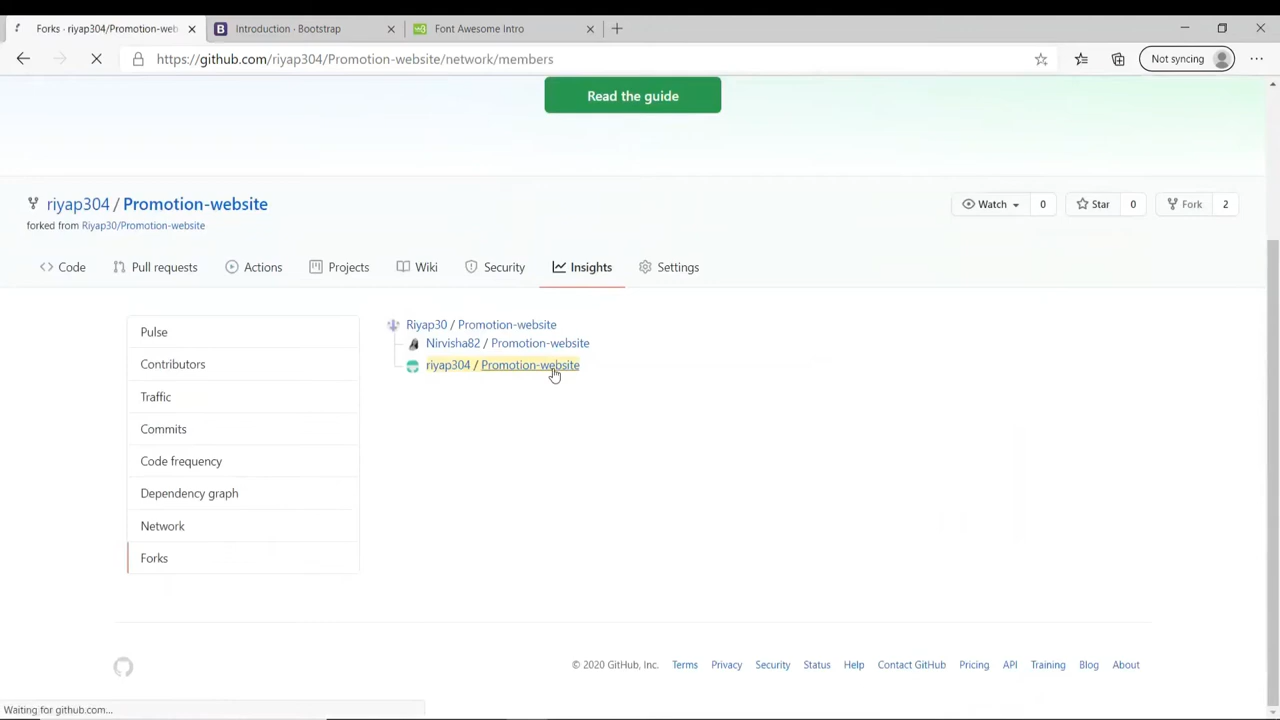 Forks · riyap304/Promotion-web
Introduction · Bootstrap
Font Awesome Intro
https://github.com/riyap304/Promotion-website/network/members
Not syncing
Read the guide
riyap304 / Promotion-website
Watch 0
Star 0
Fork 2
forked from Riyap30/Promotion-website
Code
Pull requests
Actions
Projects
Wiki
Security
Insights
Settings
Pulse
Contributors
Traffic
Commits
Code frequency
Dependency graph
Network
Forks
Riyap30 / Promotion-website
Nirvisha82 / Promotion-website
riyap304 / Promotion-website
© 2020 GitHub, Inc.
Terms
Privacy
Security
Status
Help
Contact GitHub
Pricing
API
Training
Blog
About
Waiting for github.com...